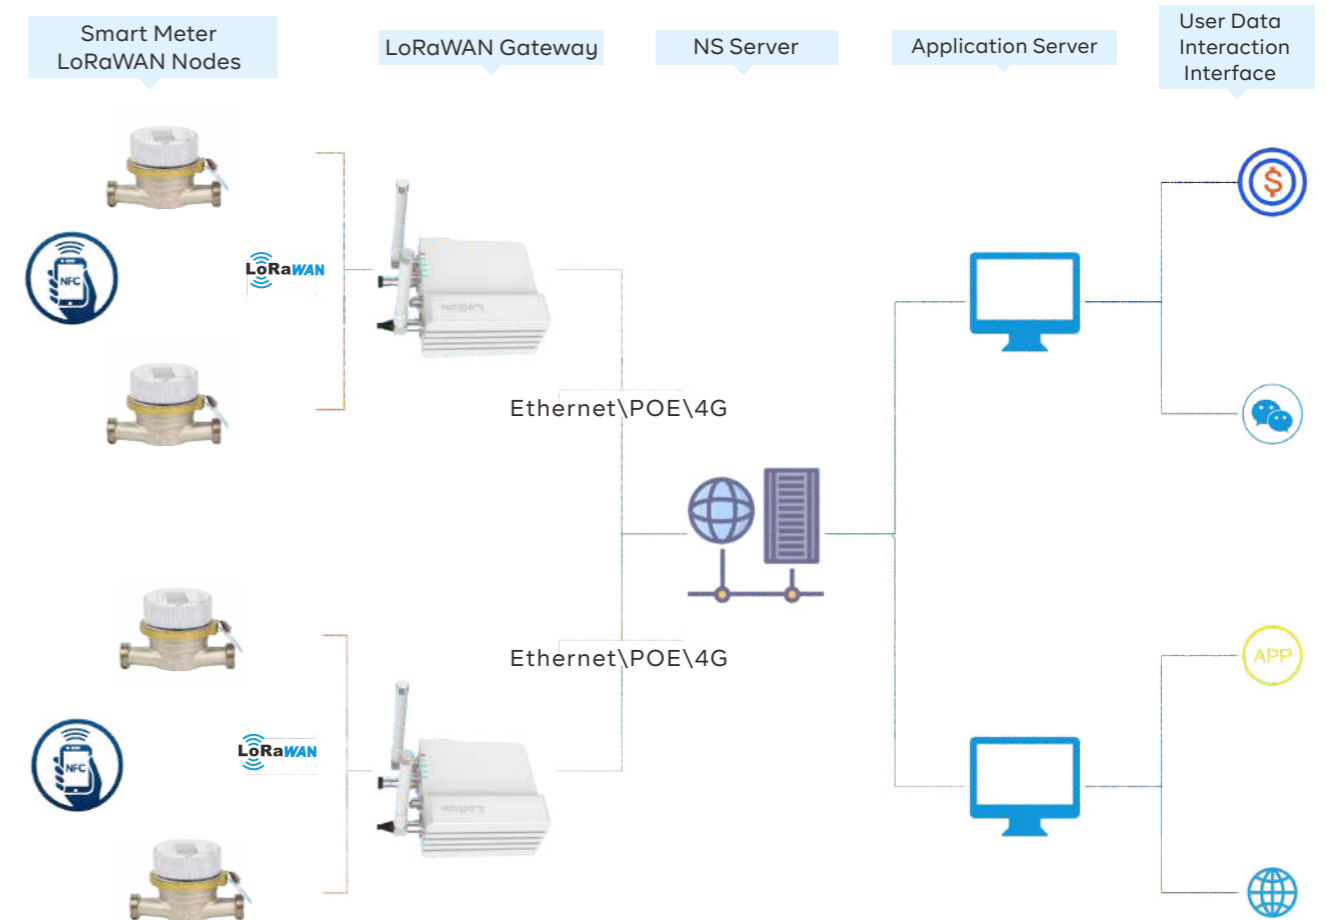 Smart Meter
LoRaWAN Nodes
LoRaWAN Gateway
NS Server
Application Server
User Data
Interaction
Interface
NFC
LoRaWAN
$
Ethernet\POE\4G
Ethernet\POE\4G
APP
NFC
LoRaWAN